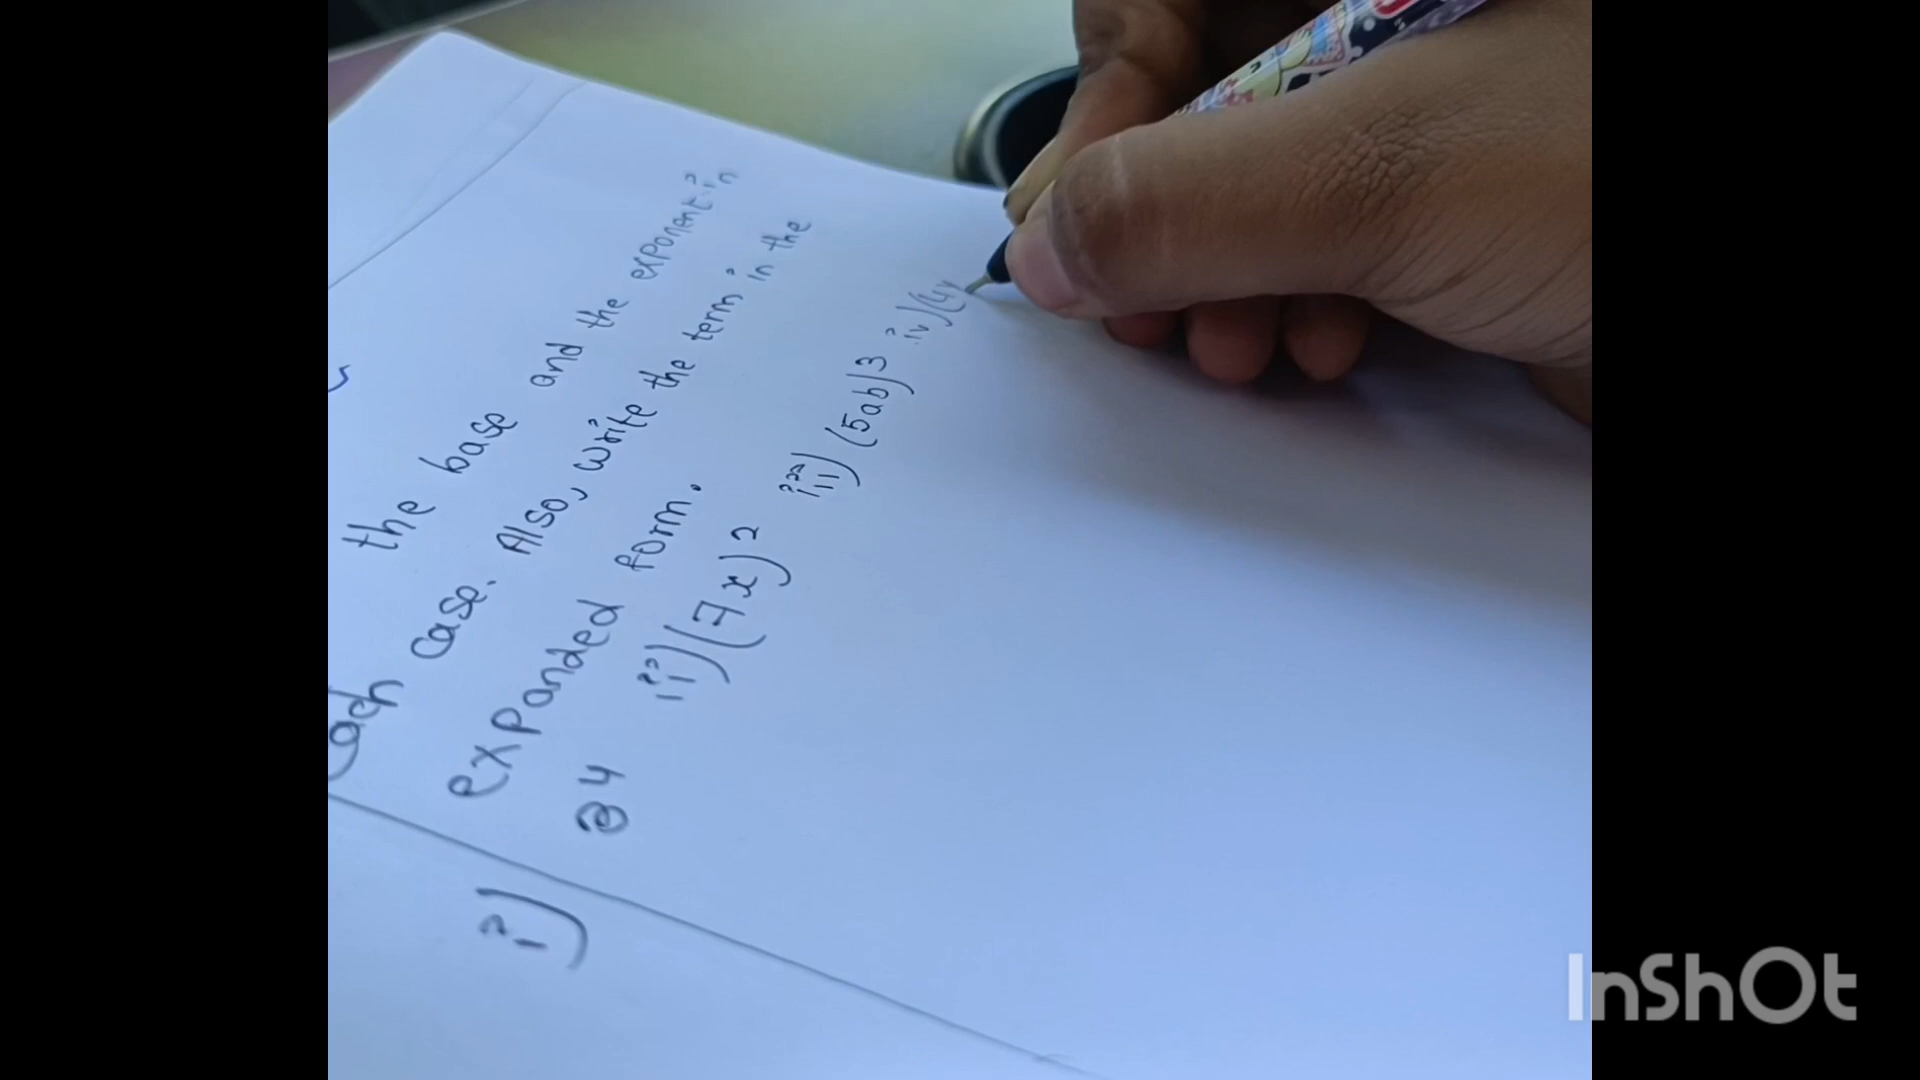 the base and the exponent in
each case. Also, write the term in the
expanded form.
i) a4 ii) (7x)2 iii) (5ab)3 iv) (4y
InShOt